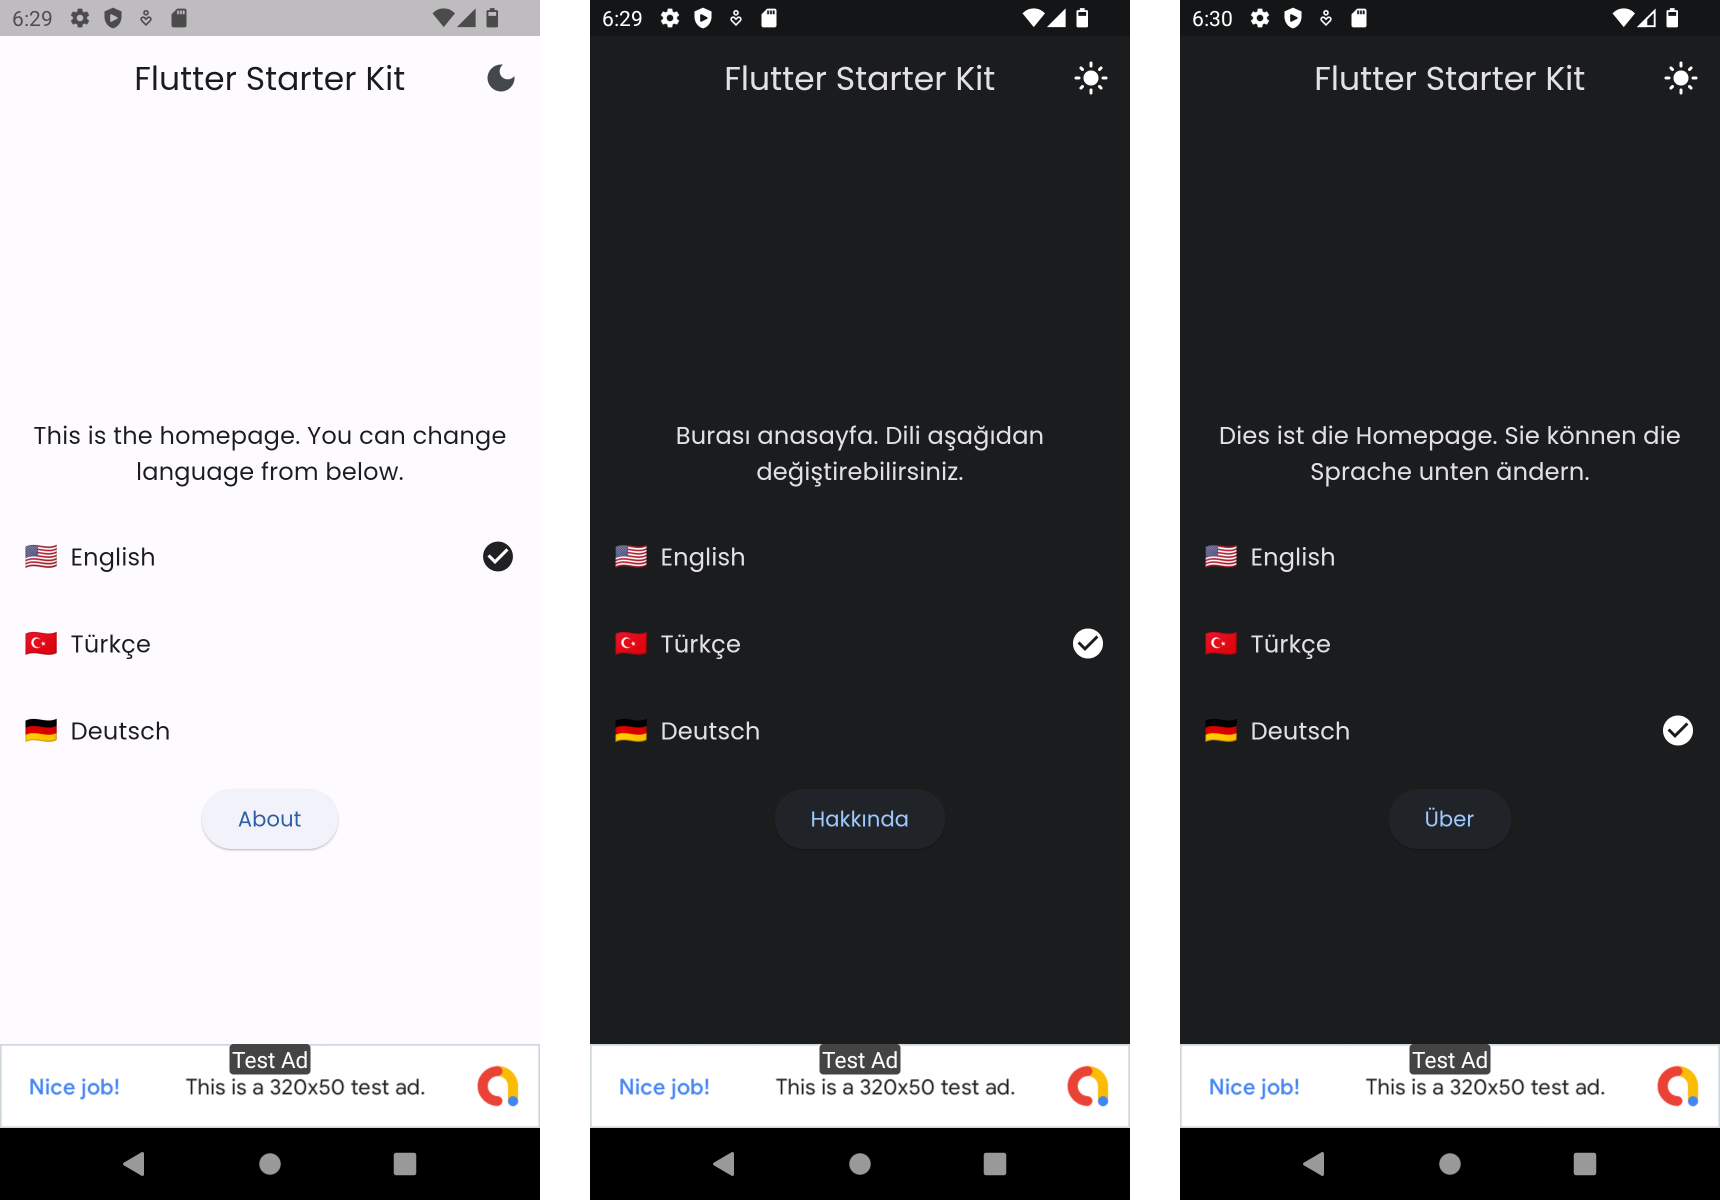 6:29
Flutter Starter Kit
This is the homepage. You can change
language from below.
English
Türkçe
Deutsch
About
Test Ad
Nice job!
This is a 320x50 test ad.
6:29
Flutter Starter Kit
Burası anasayfa. Dili aşağıdan
değiştirebilirsiniz.
English
Türkçe
Deutsch
Hakkında
Test Ad
Nice job!
This is a 320x50 test ad.
6:30
Flutter Starter Kit
Dies ist die Homepage. Sie können die
Sprache unten ändern.
English
Türkçe
Deutsch
Über
Test Ad
Nice job!
This is a 320x50 test ad.